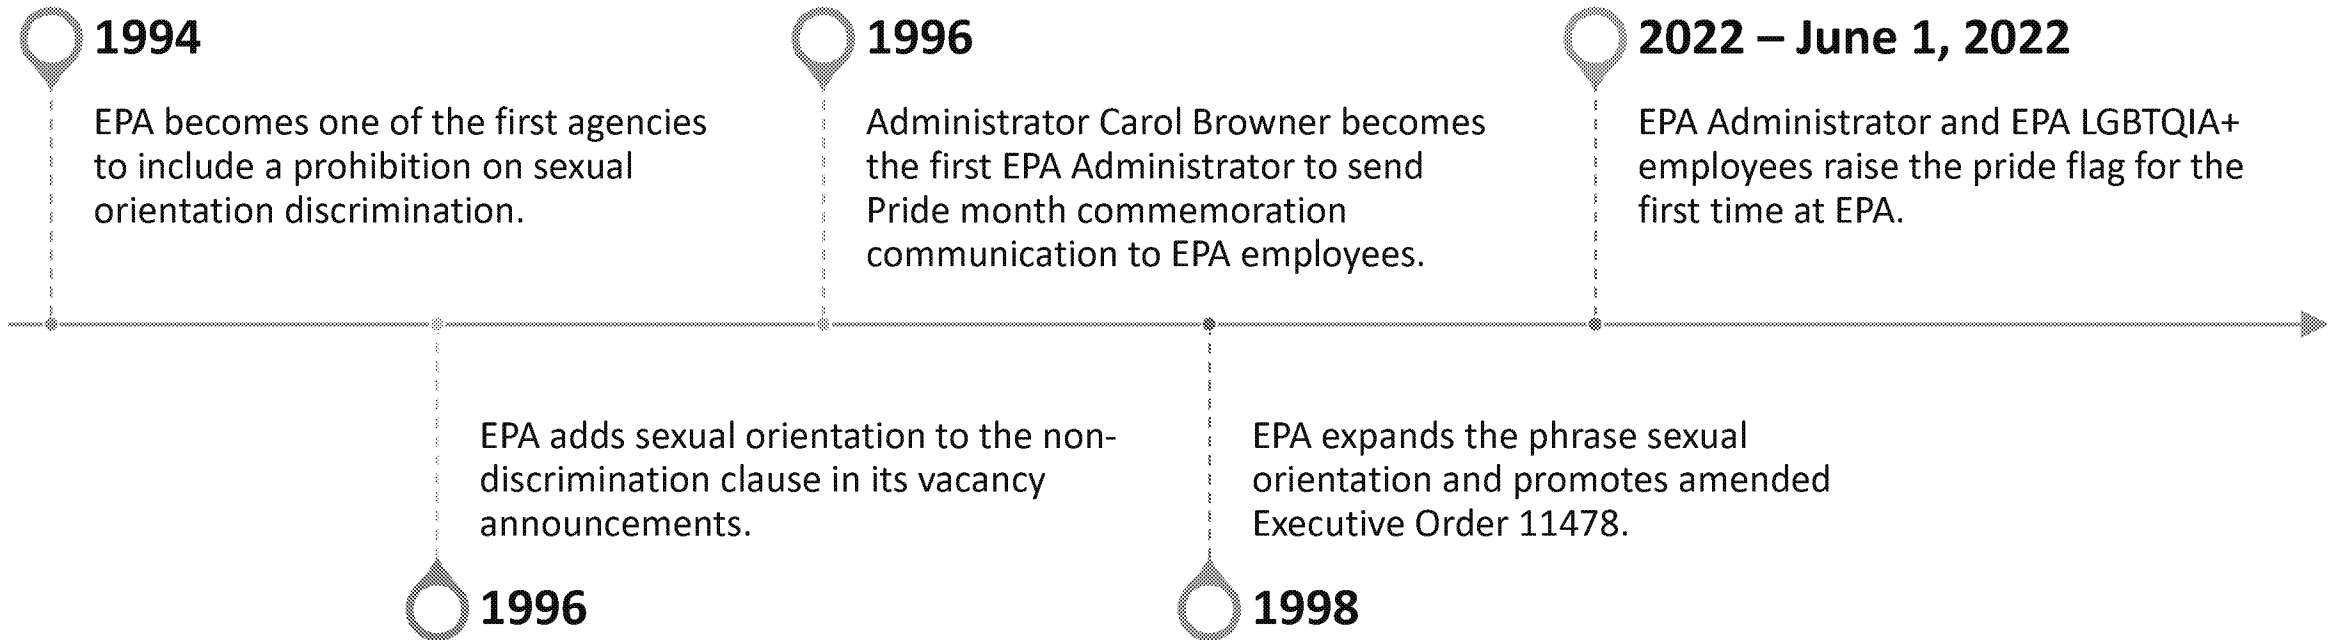 1994
EPA becomes one of the first agencies
to include a prohibition on sexual
orientation discrimination.
1996
EPA adds sexual orientation to the non-
discrimination clause in its vacancy
announcements.
1996
Administrator Carol Browner becomes
the first EPA Administrator to send
Pride month commemoration
communication to EPA employees.
1998
EPA expands the phrase sexual
orientation and promotes amended
Executive Order 11478.
2022 – June 1, 2022
EPA Administrator and EPA LGBTQIA+
employees raise the pride flag for the
first time at EPA.